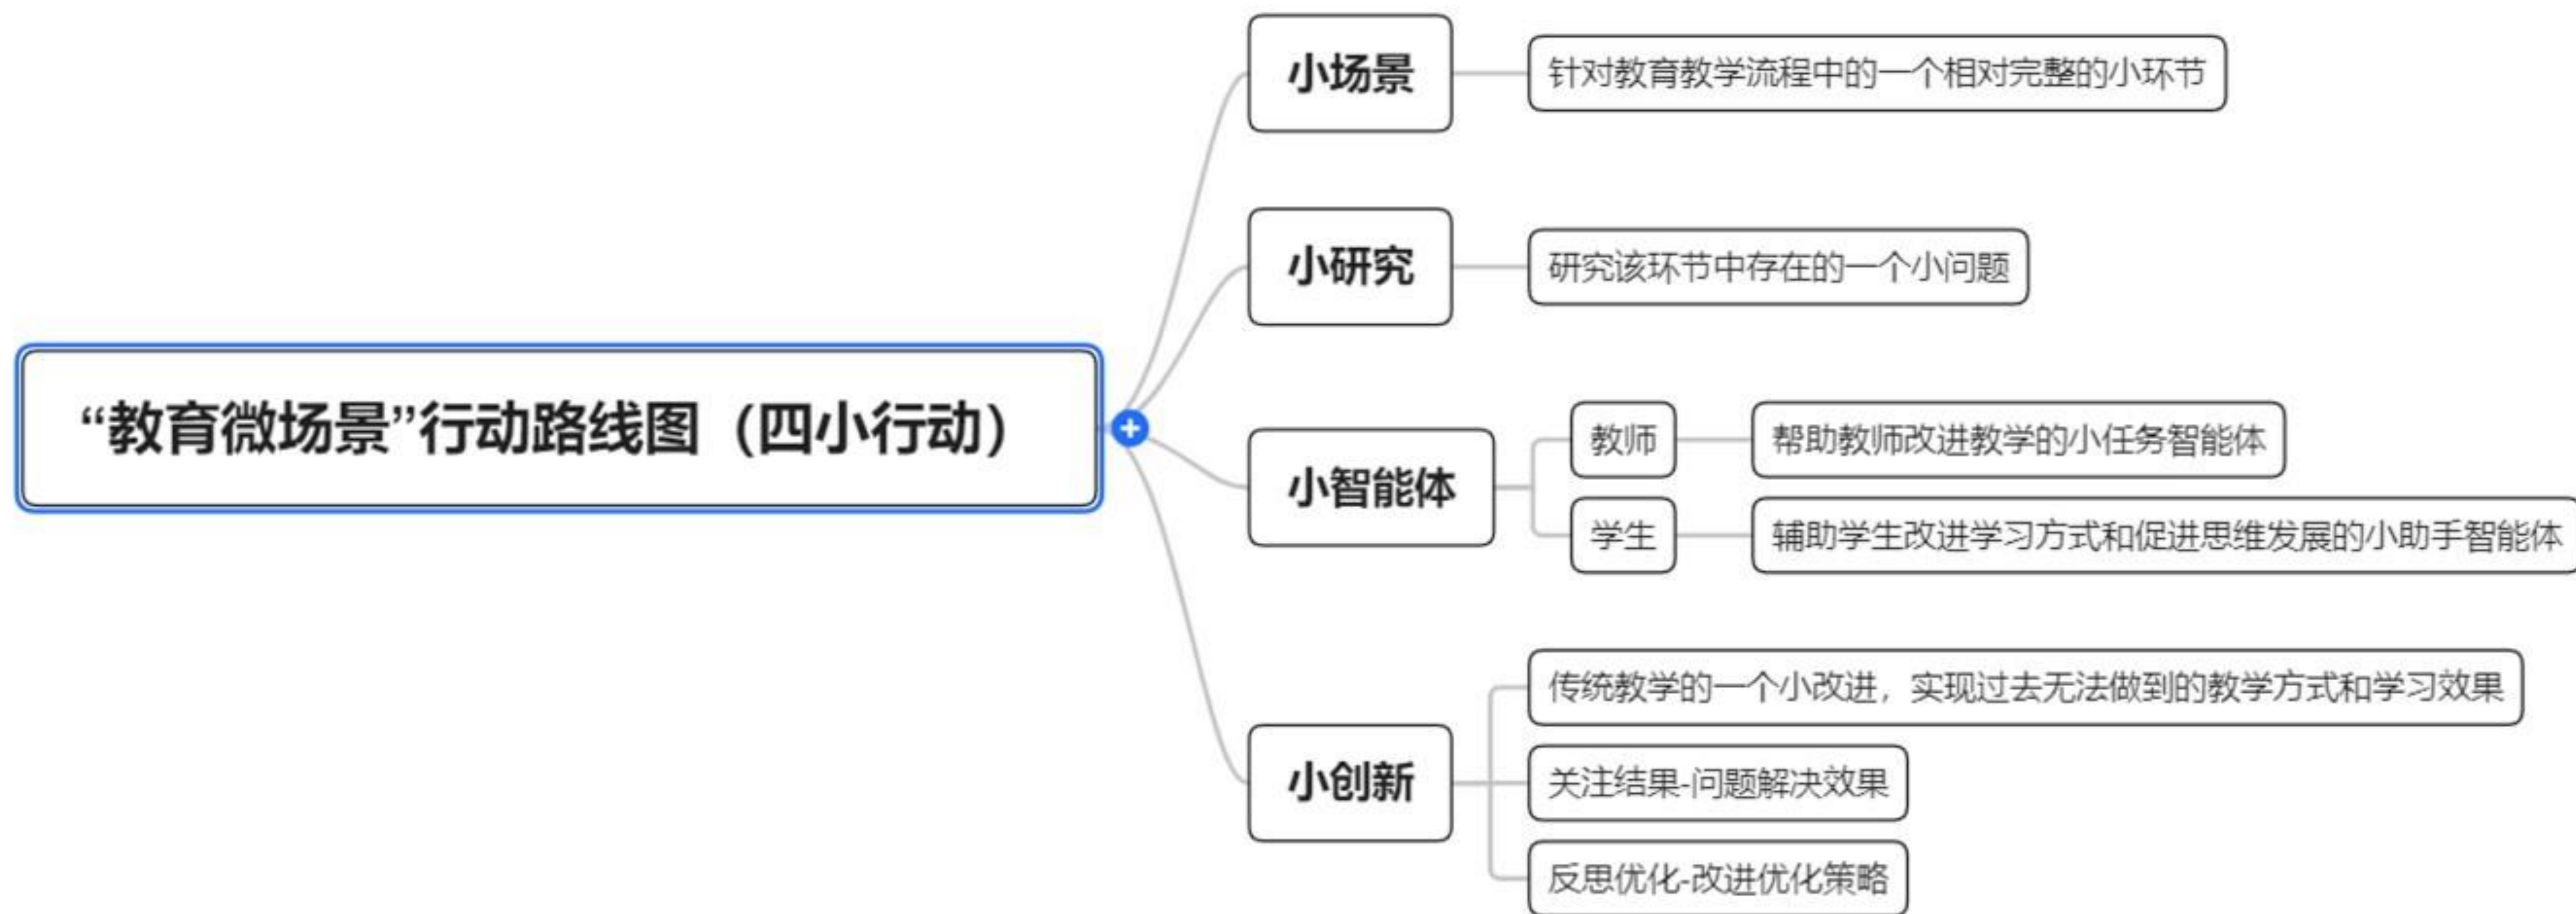 “教育微场景”行动路线图（四小行动）
小场景
针对教育教学流程中的一个相对完整的小环节
小研究
研究该环节中存在的一个小问题
小智能体
教师
帮助教师改进教学的小任务智能体
学生
辅助学生改进学习方式和促进思维发展的小助手智能体
小创新
传统教学的一个小改进，实现过去无法做到的教学方式和学习效果
关注结果-问题解决效果
反思优化-改进优化策略